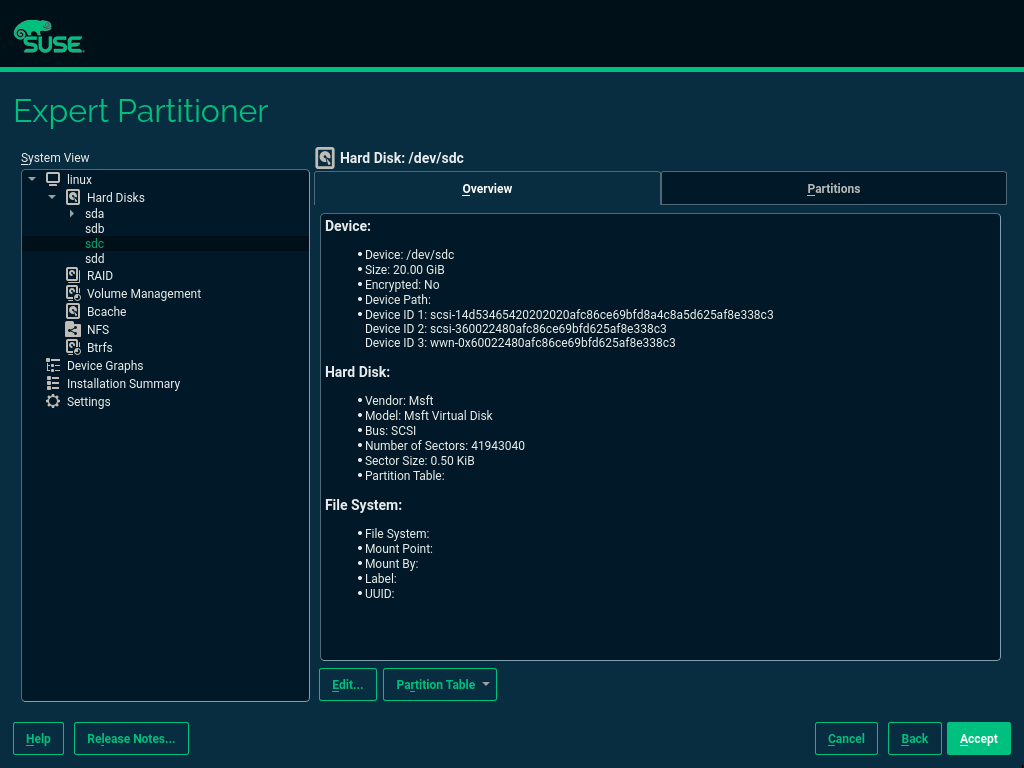 SUSE
Expert Partitioner
System View
linux
Hard Disks
sda
sdb
sdc
sdd
RAID
Volume Management
Bcache
NFS
Btrfs
Device Graphs
Installation Summary
Settings
Hard Disk: /dev/sdc
Overview
Partitions
Device:
• Device: /dev/sdc
• Size: 20.00 GiB
• Encrypted: No
• Device Path:
• Device ID 1: scsi-14d53465420202020afc86ce69bfd8a4c8a5d625af8e338c3
Device ID 2: scsi-360022480afc86ce69bfd625af8e338c3
Device ID 3: wwn-0x60022480afc86ce69bfd625af8e338c3
Hard Disk:
• Vendor: Msft
• Model: Msft Virtual Disk
• Bus: SCSI
• Number of Sectors: 41943040
• Sector Size: 0.50 KiB
• Partition Table:
File System:
• File System:
• Mount Point:
• Mount By:
• Label:
• UUID:
Edit...
Partition Table
Help
Release Notes...
Cancel
Back
Accept